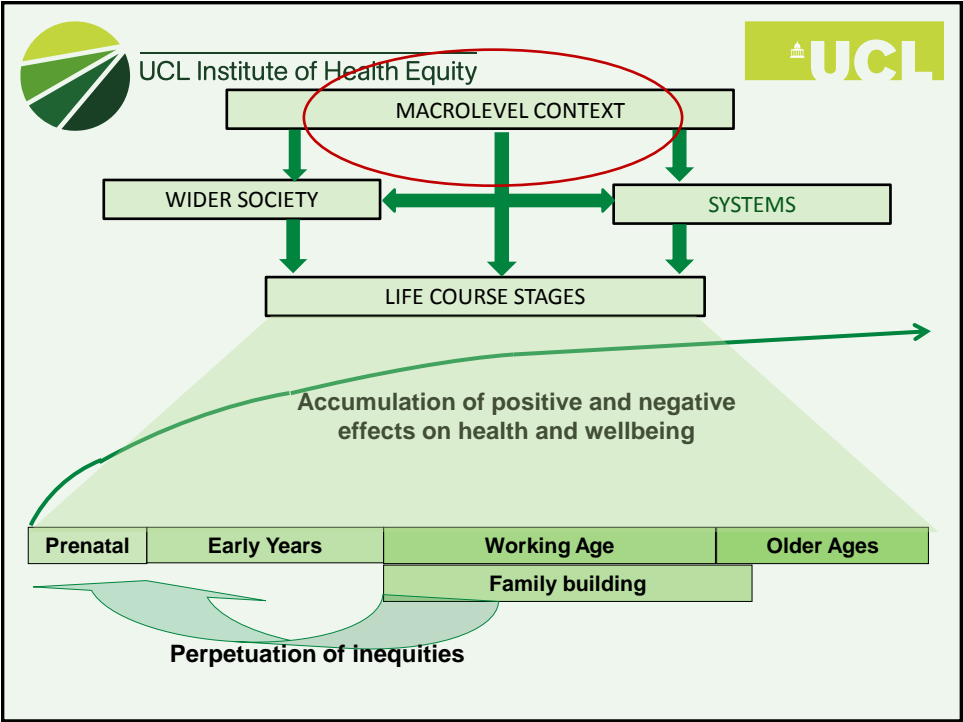 UCL Institute of Health Equity
UCL
MACROLEVEL CONTEXT
WIDER SOCIETY
SYSTEMS
LIFE COURSE STAGES
Accumulation of positive and negative
effects on health and wellbeing
Prenatal
Early Years
Working Age
Older Ages
Family building
Perpetuation of inequities